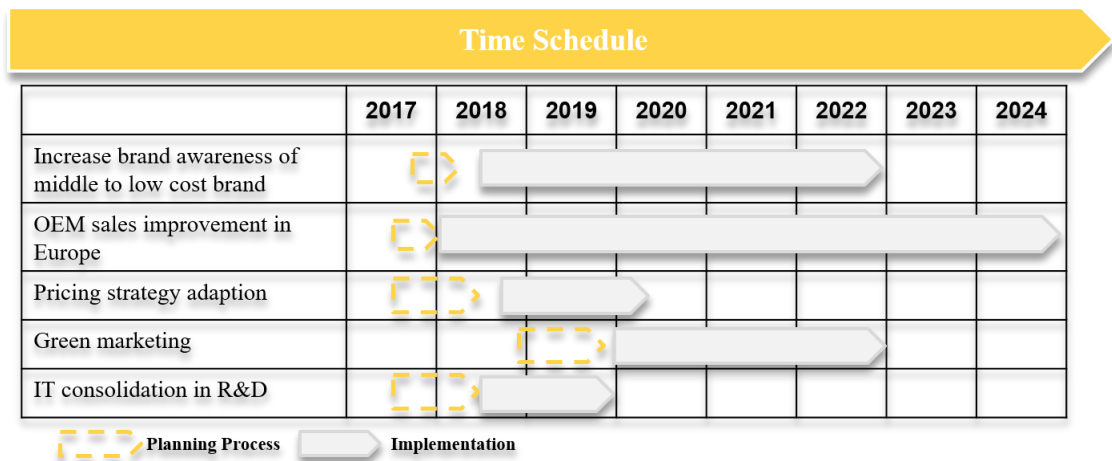 Time Schedule
2017 2018 2019 2020 2021 2022 2023 2024
Increase brand awareness of
middle to low cost brand
OEM sales improvement in
Europe
Pricing strategy adaption
Green marketing
IT consolidation in R&D
Planning Process Implementation